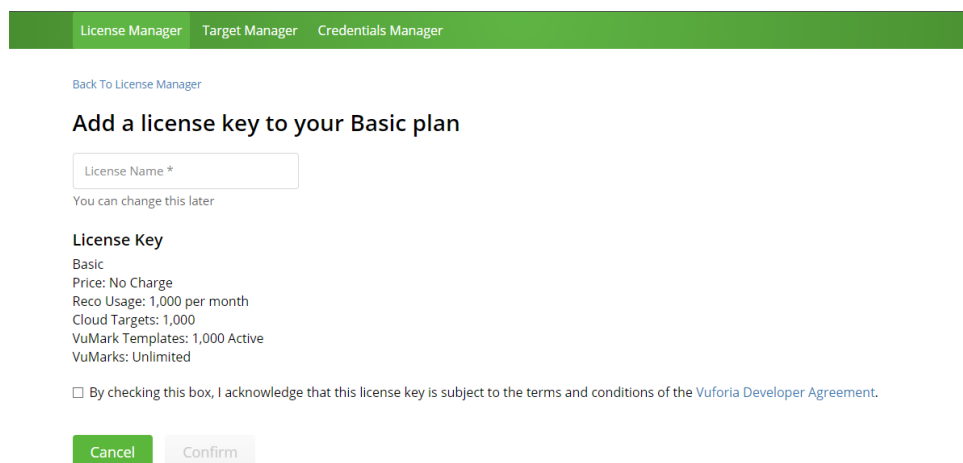 License Manager Target Manager Credentials Manager
Back To License Manager
Add a license key to your Basic plan
License Name *
You can change this later
License Key
Basic
Price: No Charge
Reco Usage: 1,000 per month
Cloud Targets: 1,000
VuMark Templates: 1,000 Active
VuMarks: Unlimited
By checking this box, I acknowledge that this license key is subject to the terms and conditions of the Vuforia Developer Agreement.
Cancel Confirm